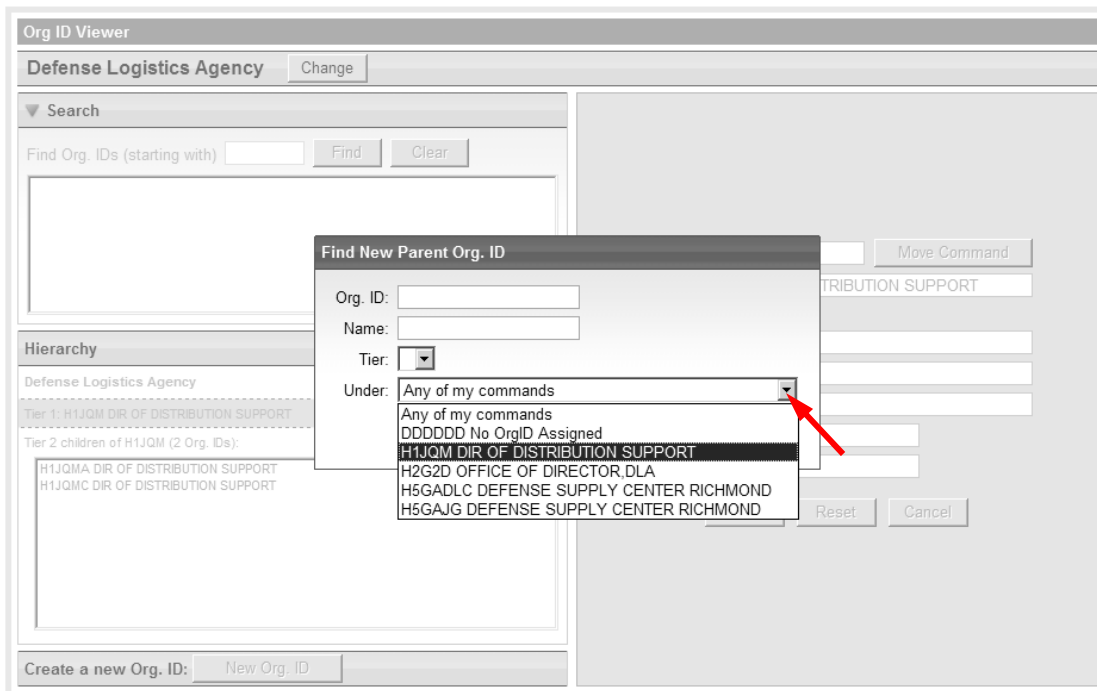 Org ID Viewer
Defense Logistics Agency Change
Search
Find Org. IDs (starting with) Find Clear
Find New Parent Org. ID
Org. ID:
Name:
Tier:
Under: Any of my commands
Any of my commands
DDDDDD No OrgID Assigned
H1JQM DIR OF DISTRIBUTION SUPPORT
H2G2D OFFICE OF DIRECTOR,DLA
H5GADLC DEFENSE SUPPLY CENTER RICHMOND
H5GAJG DEFENSE SUPPLY CENTER RICHMOND
Move Command
TRIBUTION SUPPORT
Hierarchy
Defense Logistics Agency
Tier 1: H1JQM DIR OF DISTRIBUTION SUPPORT
Tier 2 children of H1JQM (2 Org. IDs):
H1JQMA DIR OF DISTRIBUTION SUPPORT
H1JQMC DIR OF DISTRIBUTION SUPPORT
Reset Cancel
Create a new Org. ID: New Org. ID